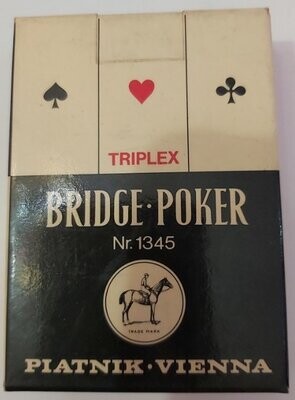 TRIPLEX
BRIDGE · POKER
Nr. 1345
TRADE MARK
PIATNIK · VIENNA